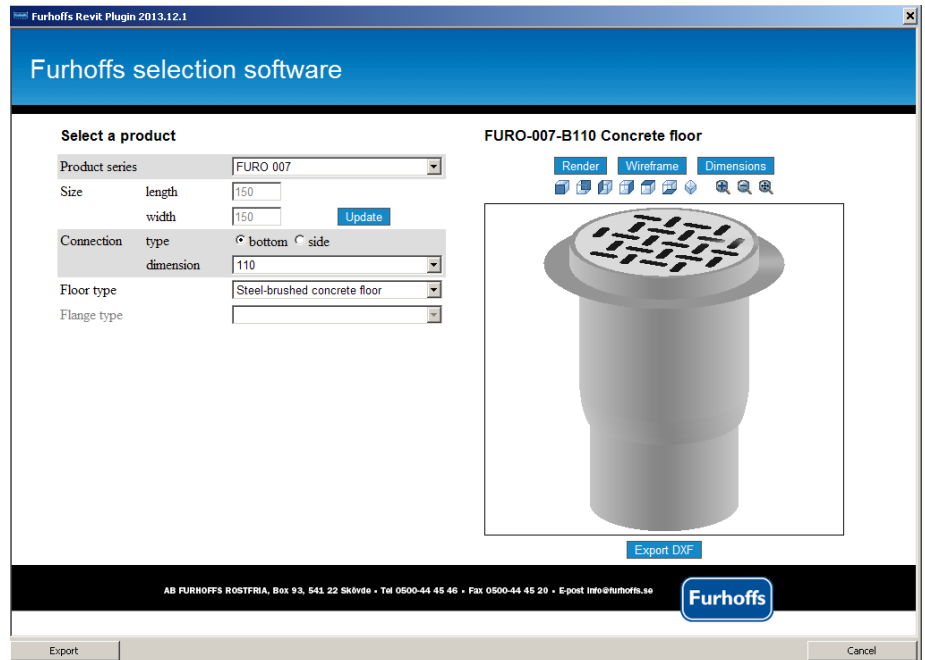 Furhoffs Revit Plugin 2013.12.1
Furhoffs selection software
Select a product
Product series FURO 007
Size length 150
width 150 Update
Connection type bottom side
dimension 110
Floor type Steel-brushed concrete floor
Flange type
FURO-007-B110 Concrete floor
Render Wireframe Dimensions
Export DXF
AB FURHOFFS ROSTFRIA, Box 93, 541 22 Skövde • Tel 0500-44 45 46 • Fax 0500-44 45 20 • E-post info@furhoffs.se
Furhoffs
Export Cancel